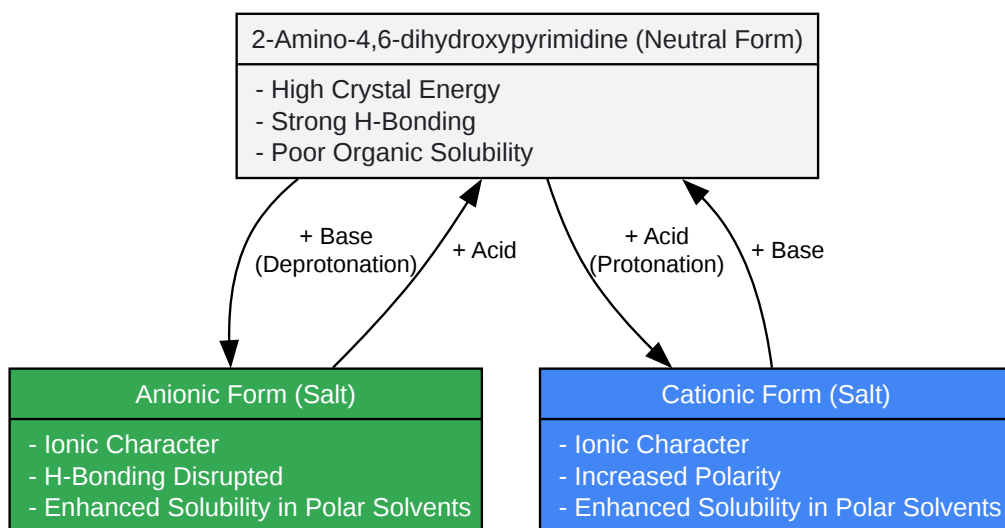 2-Amino-4,6-dihydroxypyrimidine (Neutral Form)
- High Crystal Energy
- Strong H-Bonding
- Poor Organic Solubility
+ Base
(Deprotonation)
+ Acid
+ Acid
(Protonation)
+ Base
Anionic Form (Salt)
- Ionic Character
- H-Bonding Disrupted
- Enhanced Solubility in Polar Solvents
Cationic Form (Salt)
- Ionic Character
- Increased Polarity
- Enhanced Solubility in Polar Solvents